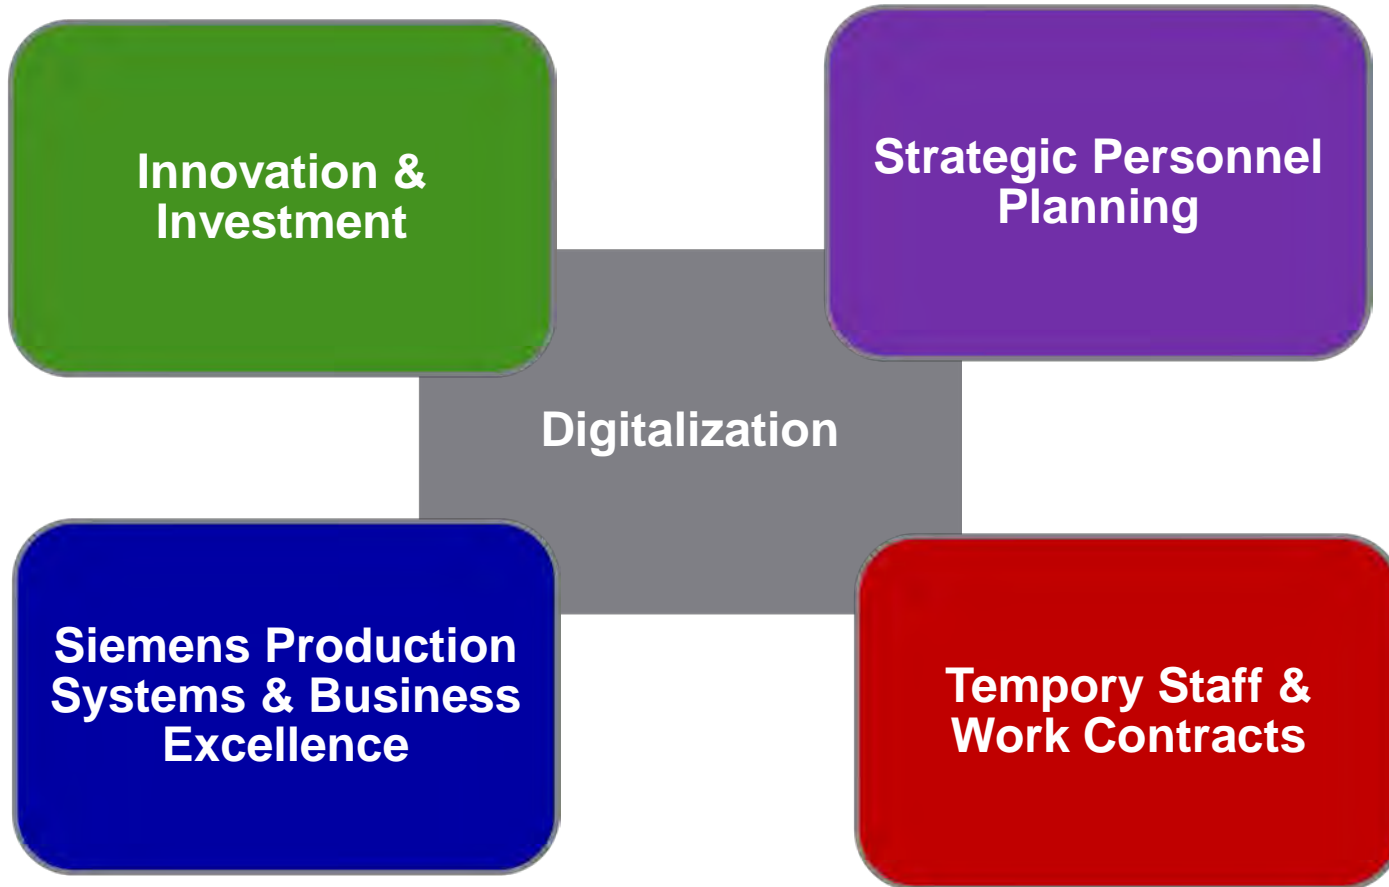 Innovation &
Investment
Strategic Personnel
Planning
Digitalization
Siemens Production
Systems & Business
Excellence
Tempory Staff &
Work Contracts